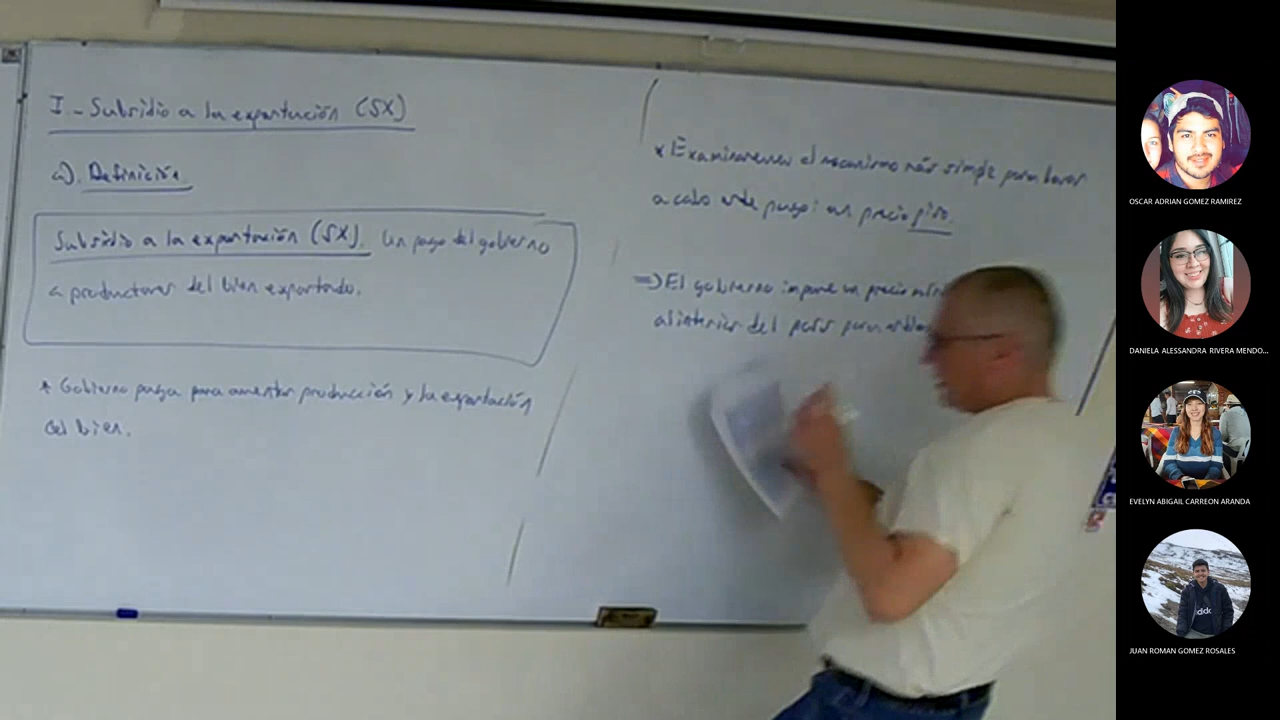 I - Subsidio a la exportación (SX)
a). Definición
Subsidio a la exportación (SX). Un pago del gobierno
a productores del bien exportado.
* Gobierno paga para aumentar producción y la exportación
del bien.
* Examinaremos el mecanismo más simple para llevar
a cabo este pago: un precio piso.
=> El gobierno impone un precio
al interior del país para
OSCAR ADRIAN GOMEZ RAMIREZ
DANIELA ALESSANDRA RIVERA MENDO...
EVELYN ABIGAIL CARREON ARANDA
JUAN ROMAN GOMEZ ROSALES